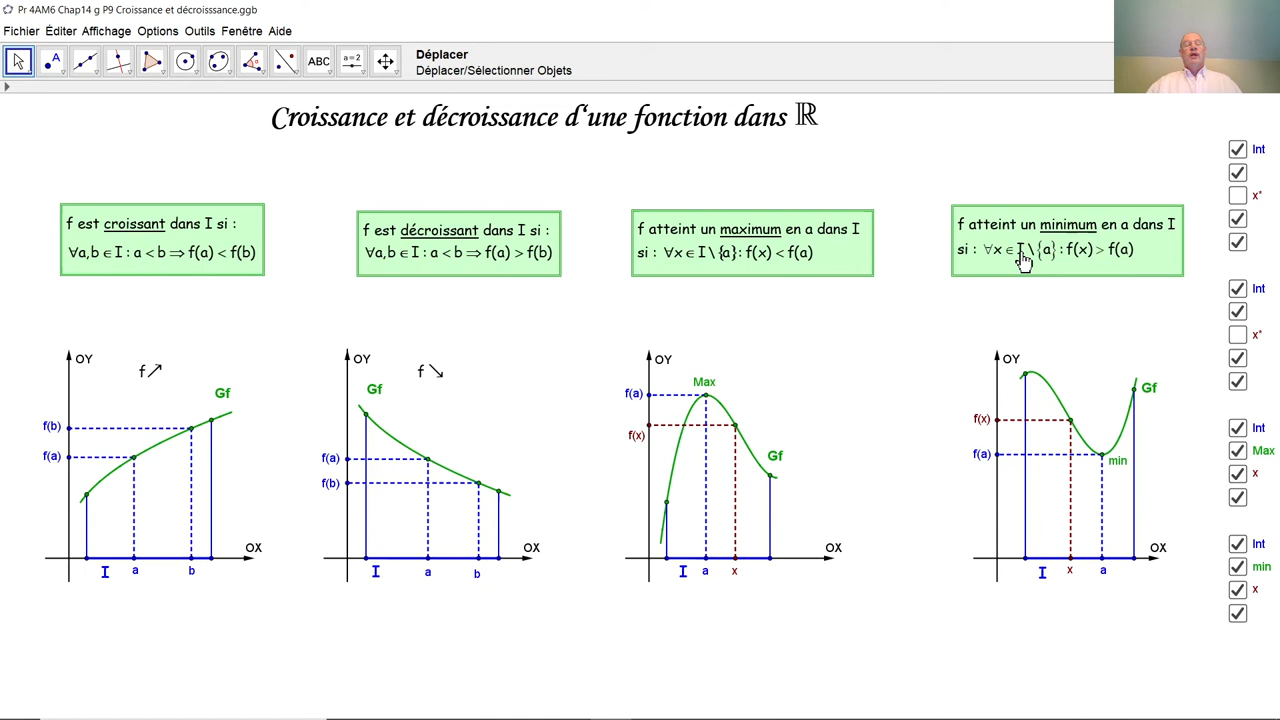 Pr 4AM6 Chap14 g P9 Croissance et décroisssance.ggb
Fichier Éditer Affichage Options Outils Fenêtre Aide
A ABC a=2
Déplacer
Déplacer/Sélectionner Objets
Croissance et décroissance d'une fonction dans ℝ
f est croissant dans I si :
∀a,b ∈ I : a < b ⇒ f(a) < f(b)
f est décroissant dans I si :
∀a,b ∈ I : a < b ⇒ f(a) > f(b)
f atteint un maximum en a dans I
si : ∀x ∈ I \ {a} : f(x) < f(a)
f atteint un minimum en a dans I
si : ∀x ∈ I \ {a} : f(x) > f(a)
OY
f↗
Gf
f(b)
f(a)
OX
I a b
OY
f↘
Gf
f(a)
f(b)
OX
I a b
OY
Max
f(a)
f(x)
Gf
OX
I a x
OY
Gf
f(x)
f(a)
min
OX
I x a
Int
x*
Int
x*
Int
Max
x
Int
min
x